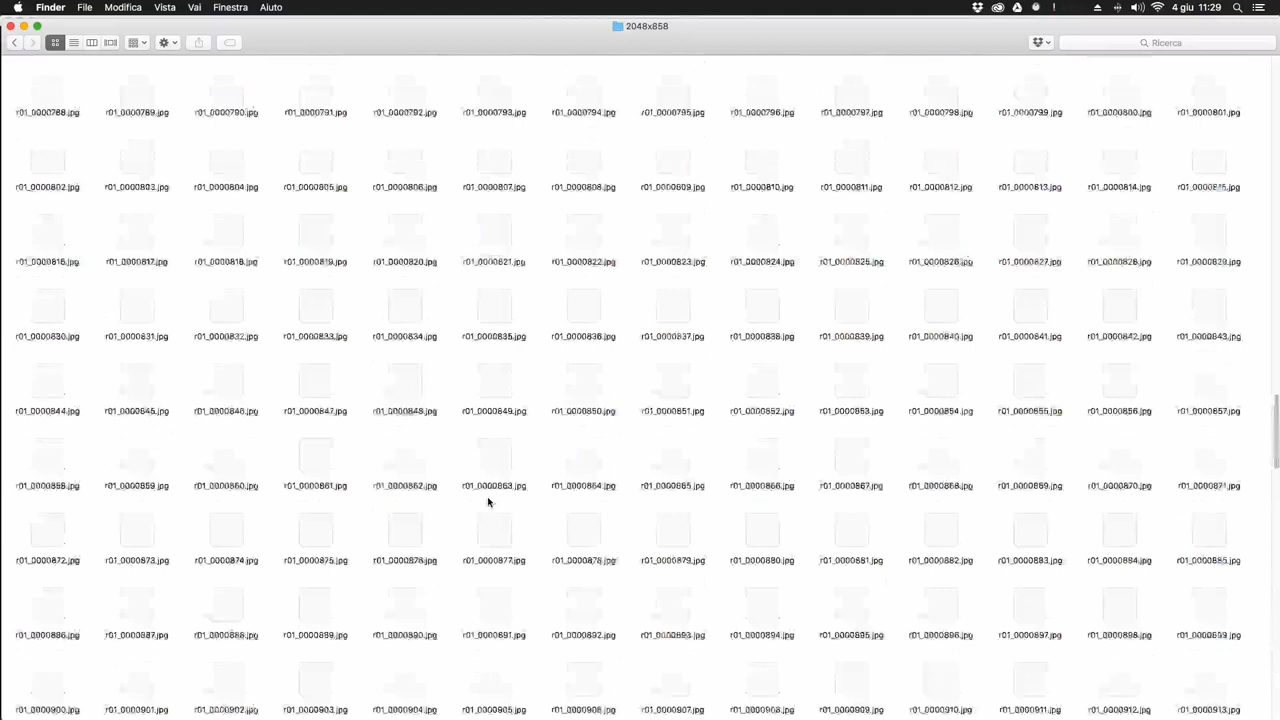 Finder File Modifica Vista Vai Finestra Aiuto 4 giu 11:29
2048x858
Ricerca
r01_0000788.jpg r01_0000789.jpg r01_0000790.jpg r01_0000791.jpg r01_0000792.jpg r01_0000793.jpg r01_0000794.jpg r01_0000795.jpg r01_0000796.jpg r01_0000797.jpg r01_0000798.jpg r01_0000799.jpg r01_0000800.jpg r01_0000801.jpg
r01_0000802.jpg r01_0000803.jpg r01_0000804.jpg r01_0000805.jpg r01_0000806.jpg r01_0000807.jpg r01_0000808.jpg r01_0000809.jpg r01_0000810.jpg r01_0000811.jpg r01_0000812.jpg r01_0000813.jpg r01_0000814.jpg r01_0000815.jpg
r01_0000816.jpg r01_0000817.jpg r01_0000818.jpg r01_0000819.jpg r01_0000820.jpg r01_0000821.jpg r01_0000822.jpg r01_0000823.jpg r01_0000824.jpg r01_0000825.jpg r01_0000826.jpg r01_0000827.jpg r01_0000828.jpg r01_0000829.jpg
r01_0000830.jpg r01_0000831.jpg r01_0000832.jpg r01_0000833.jpg r01_0000834.jpg r01_0000835.jpg r01_0000836.jpg r01_0000837.jpg r01_0000838.jpg r01_0000839.jpg r01_0000840.jpg r01_0000841.jpg r01_0000842.jpg r01_0000843.jpg
r01_0000844.jpg r01_0000845.jpg r01_0000846.jpg r01_0000847.jpg r01_0000848.jpg r01_0000849.jpg r01_0000850.jpg r01_0000851.jpg r01_0000852.jpg r01_0000853.jpg r01_0000854.jpg r01_0000855.jpg r01_0000856.jpg r01_0000857.jpg
r01_0000858.jpg r01_0000859.jpg r01_0000860.jpg r01_0000861.jpg r01_0000862.jpg r01_0000863.jpg r01_0000864.jpg r01_0000865.jpg r01_0000866.jpg r01_0000867.jpg r01_0000868.jpg r01_0000869.jpg r01_0000870.jpg r01_0000871.jpg
r01_0000872.jpg r01_0000873.jpg r01_0000874.jpg r01_0000875.jpg r01_0000876.jpg r01_0000877.jpg r01_0000878.jpg r01_0000879.jpg r01_0000880.jpg r01_0000881.jpg r01_0000882.jpg r01_0000883.jpg r01_0000884.jpg r01_0000885.jpg
r01_0000886.jpg r01_0000887.jpg r01_0000888.jpg r01_0000889.jpg r01_0000890.jpg r01_0000891.jpg r01_0000892.jpg r01_0000893.jpg r01_0000894.jpg r01_0000895.jpg r01_0000896.jpg r01_0000897.jpg r01_0000898.jpg r01_0000899.jpg
r01_0000900.jpg r01_0000901.jpg r01_0000902.jpg r01_0000903.jpg r01_0000904.jpg r01_0000905.jpg r01_0000906.jpg r01_0000907.jpg r01_0000908.jpg r01_0000909.jpg r01_0000910.jpg r01_0000911.jpg r01_0000912.jpg r01_0000913.jpg